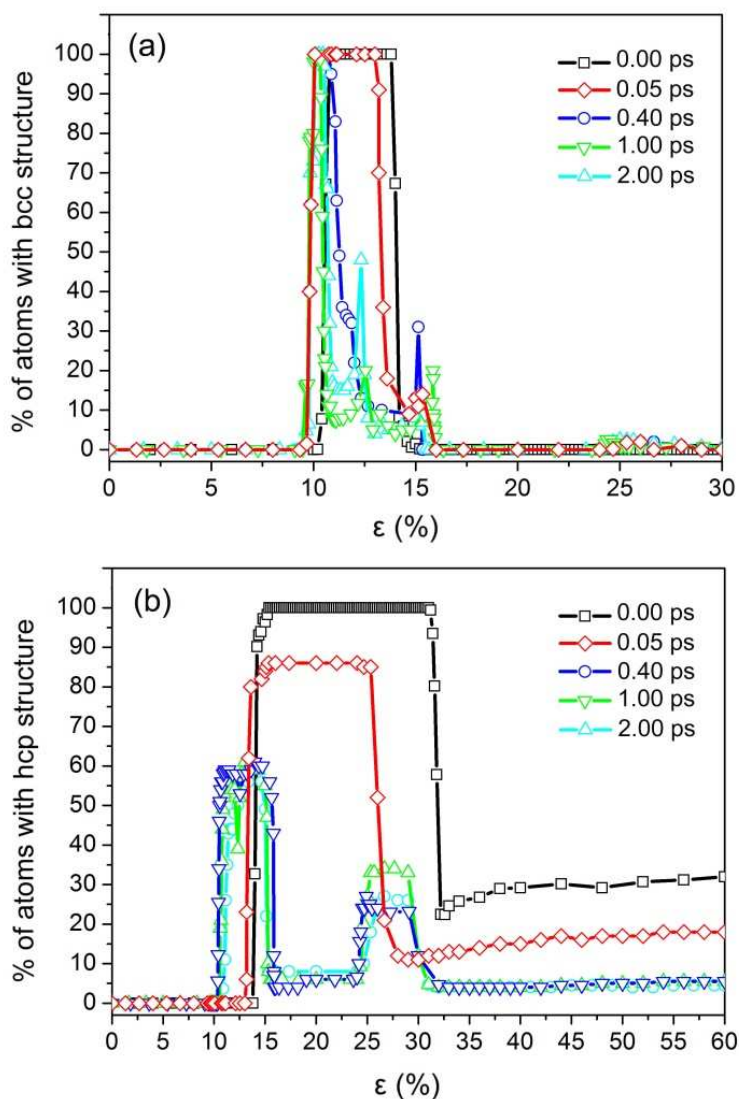 (a)
% of atoms with bcc structure
100
90
80
70
60
50
40
30
20
10
0
0.00 ps
0.05 ps
0.40 ps
1.00 ps
2.00 ps
0 5 10 15 20 25 30
ε (%)
(b)
% of atoms with hcp structure
100
90
80
70
60
50
40
30
20
10
0
0.00 ps
0.05 ps
0.40 ps
1.00 ps
2.00 ps
0 5 10 15 20 25 30 35 40 45 50 55 60
ε (%)